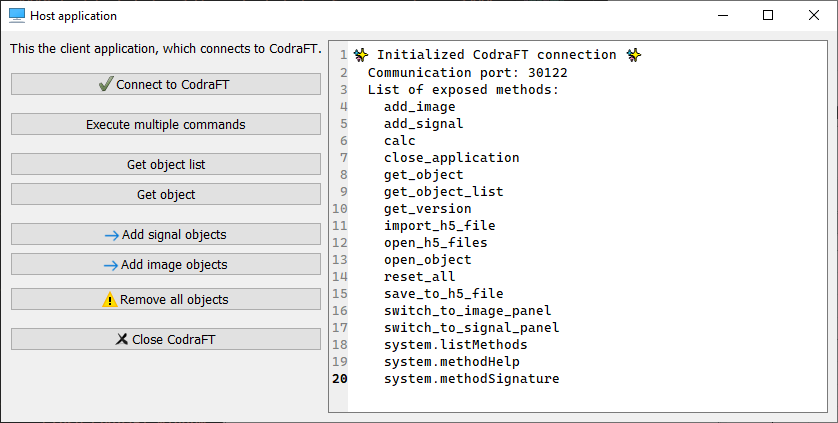 Host application
This the client application, which connects to CodraFT.
Connect to CodraFT
Execute multiple commands
Get object list
Get object
Add signal objects
Add image objects
Remove all objects
Close CodraFT
1 ✨ Initialized CodraFT connection ✨
2 Communication port: 30122
3 List of exposed methods:
4 add_image
5 add_signal
6 calc
7 close_application
8 get_object
9 get_object_list
10 get_version
11 import_h5_file
12 open_h5_files
13 open_object
14 reset_all
15 save_to_h5_file
16 switch_to_image_panel
17 switch_to_signal_panel
18 system.listMethods
19 system.methodHelp
20 system.methodSignature